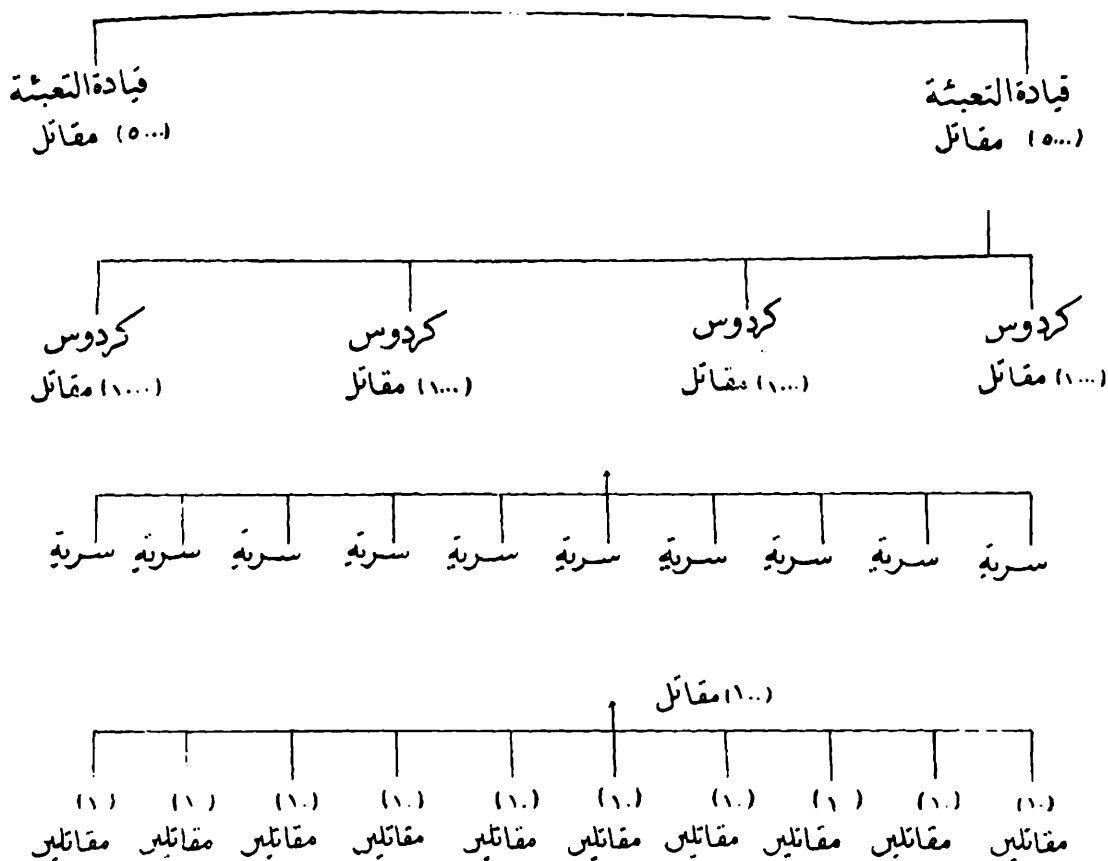 قيادة التعبئة قيادة التعبئة
(٥٠٠٠) مقاتل (٥٠٠٠) مقاتل
كردوس كردوس كردوس كردوس
(١٠٠٠) مقاتل (١٠٠٠) مقاتل (١٠٠٠) مقاتل (١٠٠٠) مقاتل
سرية سرية سرية سرية سرية سرية سرية سرية سرية سرية
(١٠٠) مقاتل
(١٠) (١٠) (١) (١٠) (١٠) (١٠) (١٠) (١٠) (١٠) (١٠)
مقاتلين مقاتلين مقاتلين مقاتلين مقاتلين مقاتلين مقاتلين مقاتلين مقاتلين مقاتلين